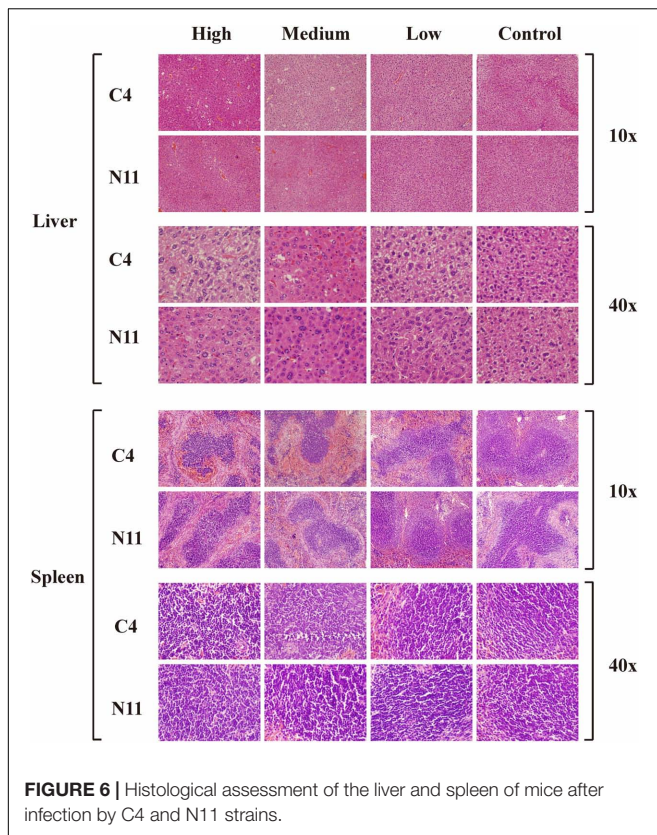 High Medium Low Control
C4
10x
N11
Liver
C4
40x
N11
C4
10x
N11
Spleen
C4
40x
N11
FIGURE 6 | Histological assessment of the liver and spleen of mice after
infection by C4 and N11 strains.